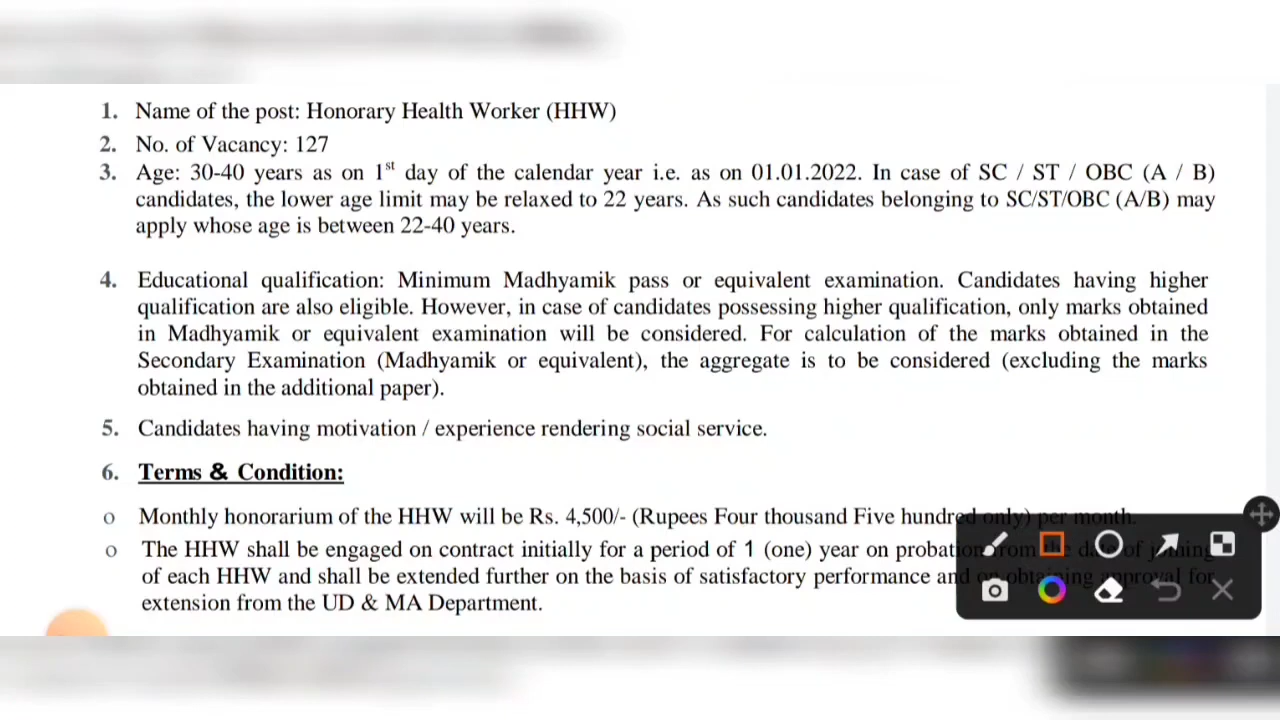 1. Name of the post: Honorary Health Worker (HHW)
2. No. of Vacancy: 127
3. Age: 30-40 years as on 1st day of the calendar year i.e. as on 01.01.2022. In case of SC / ST / OBC (A / B)
candidates, the lower age limit may be relaxed to 22 years. As such candidates belonging to SC/ST/OBC (A/B) may
apply whose age is between 22-40 years.
4. Educational qualification: Minimum Madhyamik pass or equivalent examination. Candidates having higher
qualification are also eligible. However, in case of candidates possessing higher qualification, only marks obtained
in Madhyamik or equivalent examination will be considered. For calculation of the marks obtained in the
Secondary Examination (Madhyamik or equivalent), the aggregate is to be considered (excluding the marks
obtained in the additional paper).
5. Candidates having motivation / experience rendering social service.
6. Terms & Condition:
o Monthly honorarium of the HHW will be Rs. 4,500/- (Rupees Four thousand Five hundred only) per month.
o The HHW shall be engaged on contract initially for a period of 1 (one) year on probation from the date of joining
of each HHW and shall be extended further on the basis of satisfactory performance and on obtaining approval for
extension from the UD & MA Department.